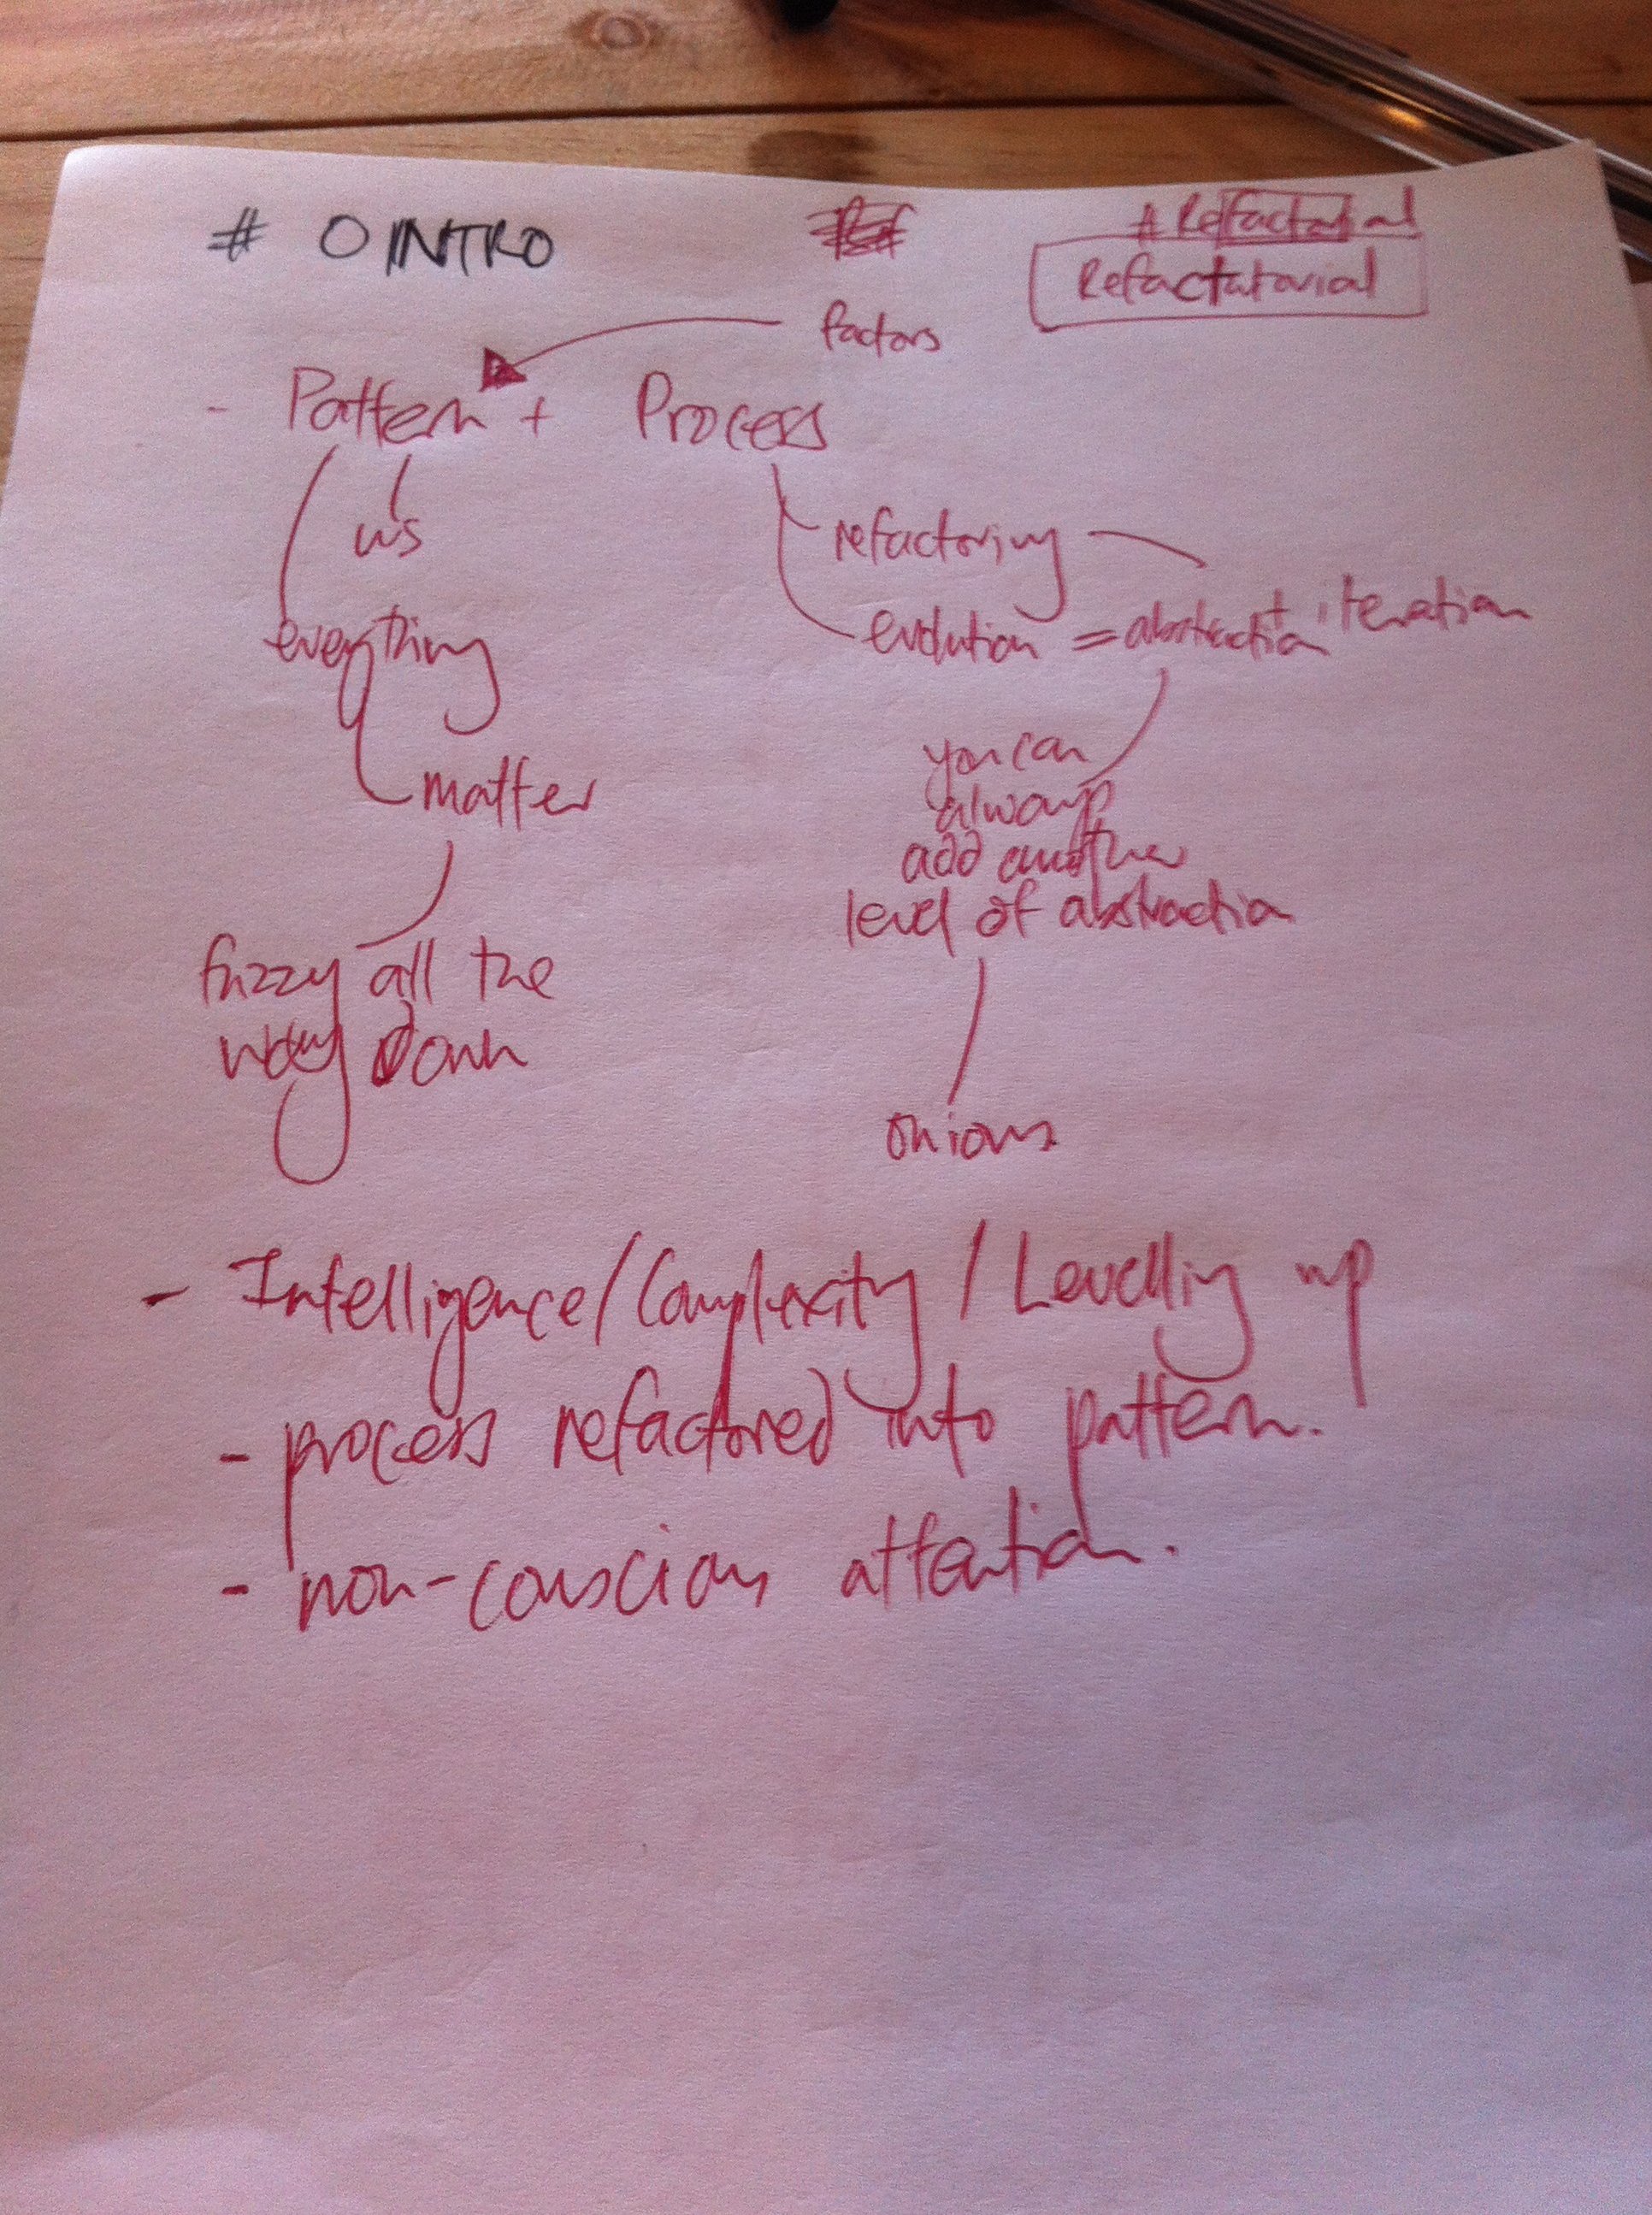 # 0 INTRO
# Refactorial
Refactutorial
factors
- Pattern + Process
us
refactoring
everything
evolution = abstraction + iteration
matter
you can
always
add another
level of abstraction
fuzzy all the
way down
onions
- Intelligence/Complexity/Levelling up
- process refactored into pattern.
- non-conscious attention.